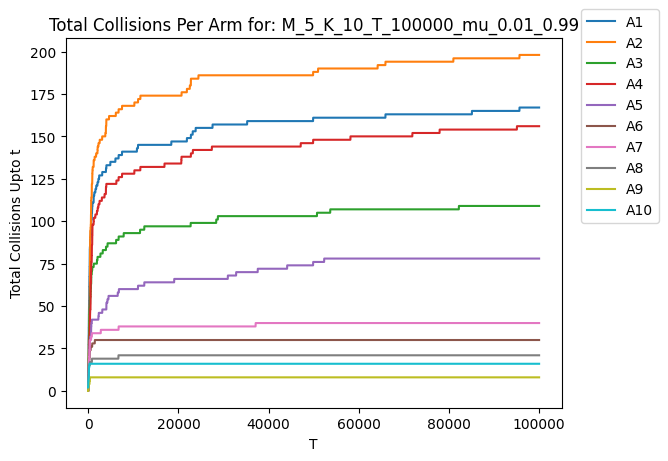 Total Collisions Per Arm for: M_5_K_10_T_100000_mu_0.01_0.99
Total Collisions Upto t
200
175
150
125
100
75
50
25
0
0 20000 40000 60000 80000 100000
T
A1
A2
A3
A4
A5
A6
A7
A8
A9
A10